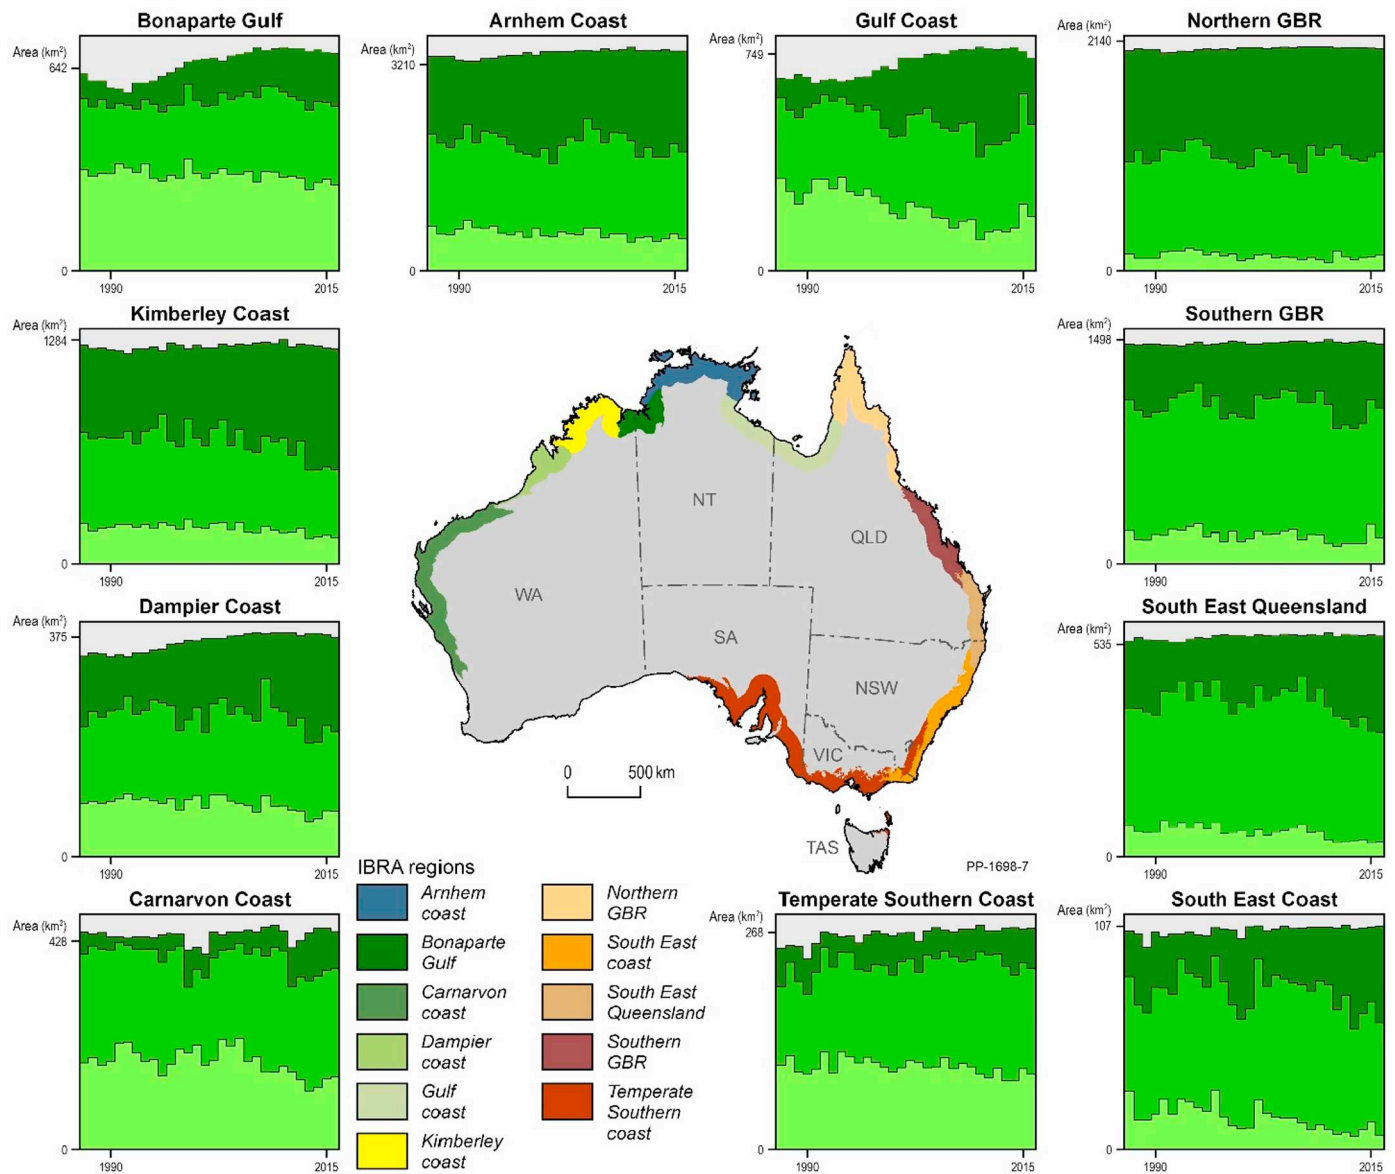 Bonaparte Gulf
Area (km²)
642
0
1990
2015
Arnhem Coast
Area (km²)
3210
0
1990
2015
Gulf Coast
Area (km²)
749
0
1990
2015
Northern GBR
Area (km²)
2140
0
1990
2015
Kimberley Coast
Area (km²)
1284
0
1990
2015
Southern GBR
Area (km²)
1498
0
1990
2015
Dampier Coast
Area (km²)
375
0
1990
2015
South East Queensland
Area (km²)
535
0
1990
2015
NT
QLD
WA
SA
NSW
VIC
TAS
0 500 km
PP-1698-7
Carnarvon Coast
Area (km²)
428
0
1990
2015
IBRA regions
Arnhem
coast
Bonaparte
Gulf
Carnarvon
coast
Dampier
coast
Gulf
coast
Kimberley
coast
Northern
GBR
South East
coast
South East
Queensland
Southern
GBR
Temperate
Southern
coast
Temperate Southern Coast
Area (km²)
268
0
1990
2015
South East Coast
Area (km²)
107
0
1990
2015